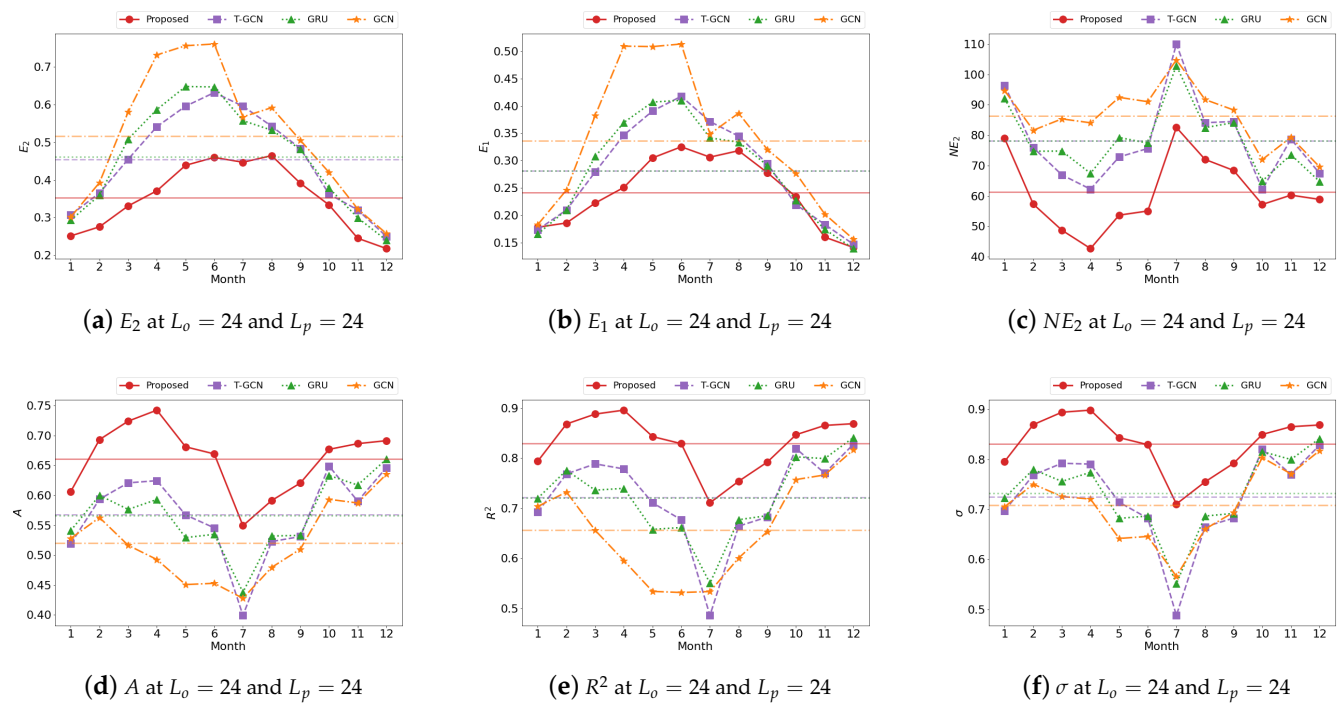 Proposed T-GCN GRU GCN
E₂
0.7
0.6
0.5
0.4
0.3
0.2
1 2 3 4 5 6 7 8 9 10 11 12
Month
(a) E₂ at Lₒ = 24 and Lₚ = 24
Proposed T-GCN GRU GCN
E₁
0.50
0.45
0.40
0.35
0.30
0.25
0.20
0.15
1 2 3 4 5 6 7 8 9 10 11 12
Month
(b) E₁ at Lₒ = 24 and Lₚ = 24
Proposed T-GCN GRU GCN
NE₂
110
100
90
80
70
60
50
40
1 2 3 4 5 6 7 8 9 10 11 12
Month
(c) NE₂ at Lₒ = 24 and Lₚ = 24
Proposed T-GCN GRU GCN
A
0.75
0.70
0.65
0.60
0.55
0.50
0.45
0.40
1 2 3 4 5 6 7 8 9 10 11 12
Month
(d) A at Lₒ = 24 and Lₚ = 24
Proposed T-GCN GRU GCN
R²
0.9
0.8
0.7
0.6
0.5
1 2 3 4 5 6 7 8 9 10 11 12
Month
(e) R² at Lₒ = 24 and Lₚ = 24
Proposed T-GCN GRU GCN
σ
0.9
0.8
0.7
0.6
0.5
1 2 3 4 5 6 7 8 9 10 11 12
Month
(f) σ at Lₒ = 24 and Lₚ = 24